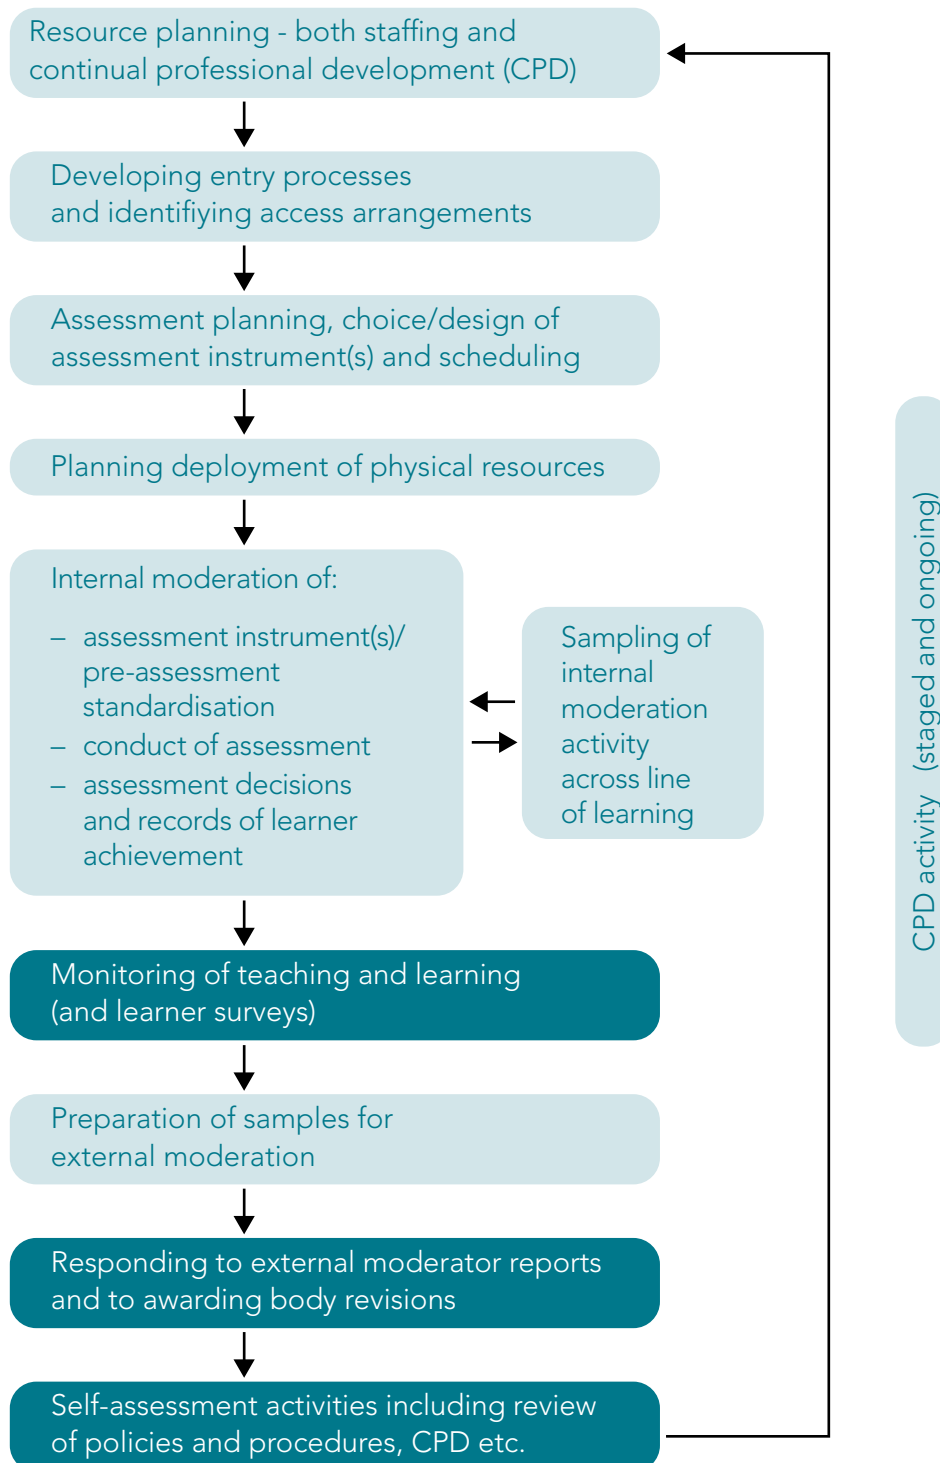 Resource planning - both staffing and
continual professional development (CPD)
Developing entry processes
and identifiying access arrangements
Assessment planning, choice/design of
assessment instrument(s) and scheduling
Planning deployment of physical resources
Internal moderation of:
– assessment instrument(s)/
pre-assessment
standardisation
– conduct of assessment
– assessment decisions
and records of learner
achievement
Sampling of
internal
moderation
activity
across line
of learning
Monitoring of teaching and learning
(and learner surveys)
Preparation of samples for
external moderation
Responding to external moderator reports
and to awarding body revisions
Self-assessment activities including review
of policies and procedures, CPD etc.
CPD activity (staged and ongoing)